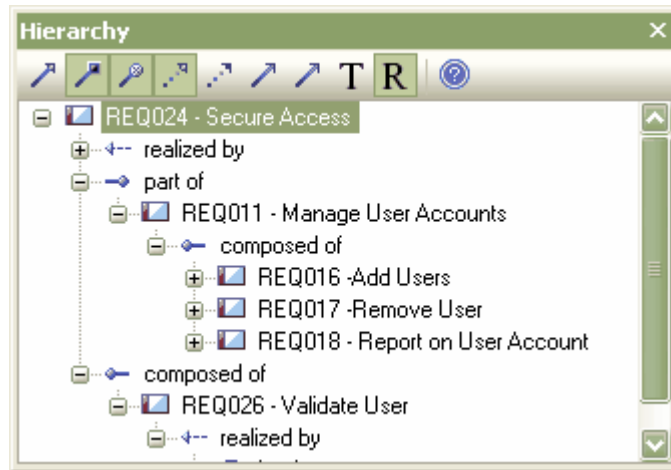 Hierarchy
T R
REQ024 - Secure Access
realized by
part of
REQ011 - Manage User Accounts
composed of
REQ016 -Add Users
REQ017 -Remove User
REQ018 - Report on User Account
composed of
REQ026 - Validate User
realized by